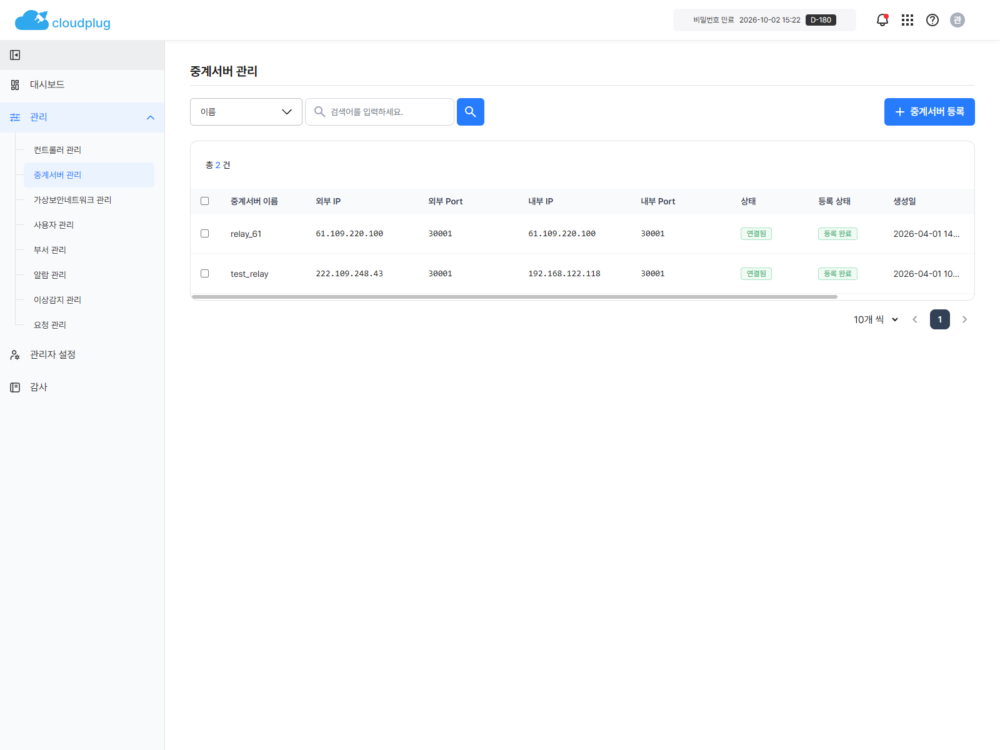 cloudplug
비밀번호 만료 2026-10-02 15:22 D-180
관
대시보드
관리
컨트롤러 관리
중계서버 관리
가상보안네트워크 관리
사용자 관리
부서 관리
알람 관리
이상감지 관리
요청 관리
관리자 설정
감사
중계서버 관리
이름
검색어를 입력하세요.
중계서버 등록
총 2 건
중계서버 이름 외부 IP 외부 Port 내부 IP 내부 Port 상태 등록 상태 생성일
relay_61 61.109.220.100 30001 61.109.220.100 30001 연결됨 등록 완료 2026-04-01 14...
test_relay 222.109.248.43 30001 192.168.122.118 30001 연결됨 등록 완료 2026-04-01 10...
10개 씩 1